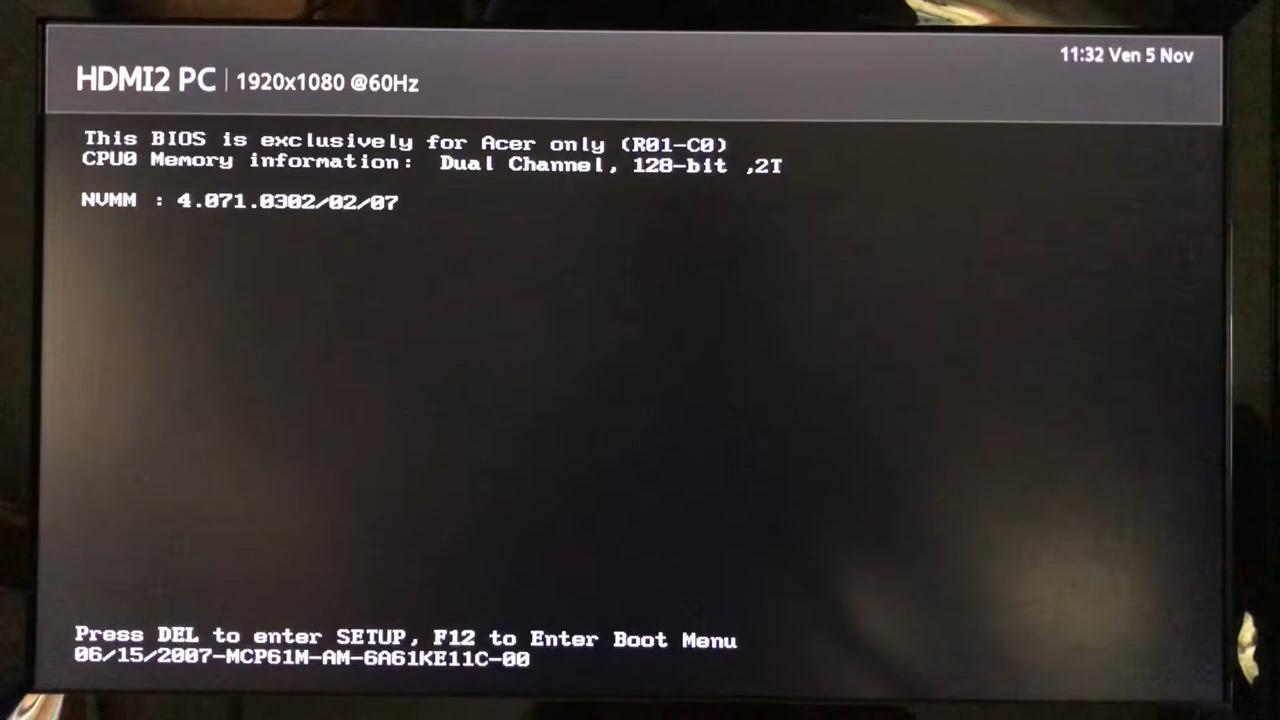 11:32 Ven 5 Nov
HDMI2 PC | 1920x1080 @60Hz
This BIOS is exclusively for Acer only (R01-C0)
CPU0 Memory information: Dual Channel, 128-bit ,2T
NVMM : 4.071.0302/02/07
Press DEL to enter SETUP, F12 to Enter Boot Menu
06/15/2007-MCP61M-AM-6A61KE11C-00